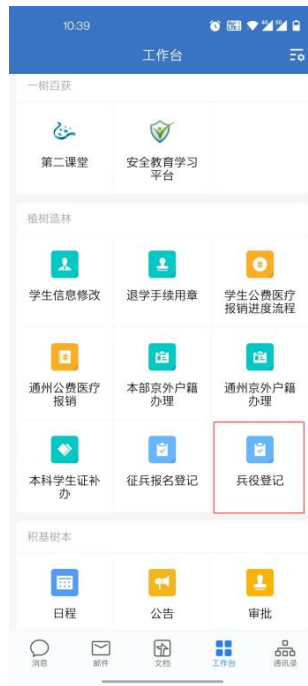 10:39
工作台
一树百获
第二课堂
安全教育学习
平台
植树造林
学生信息修改
退学手续用章
学生公费医疗
报销进度流程
通州公费医疗
报销
本部京外户籍
办理
通州京外户籍
办理
本科学生证补
办
征兵报名登记
兵役登记
积基树本
日程
公告
审批
消息
邮件
文档
工作台
通讯录